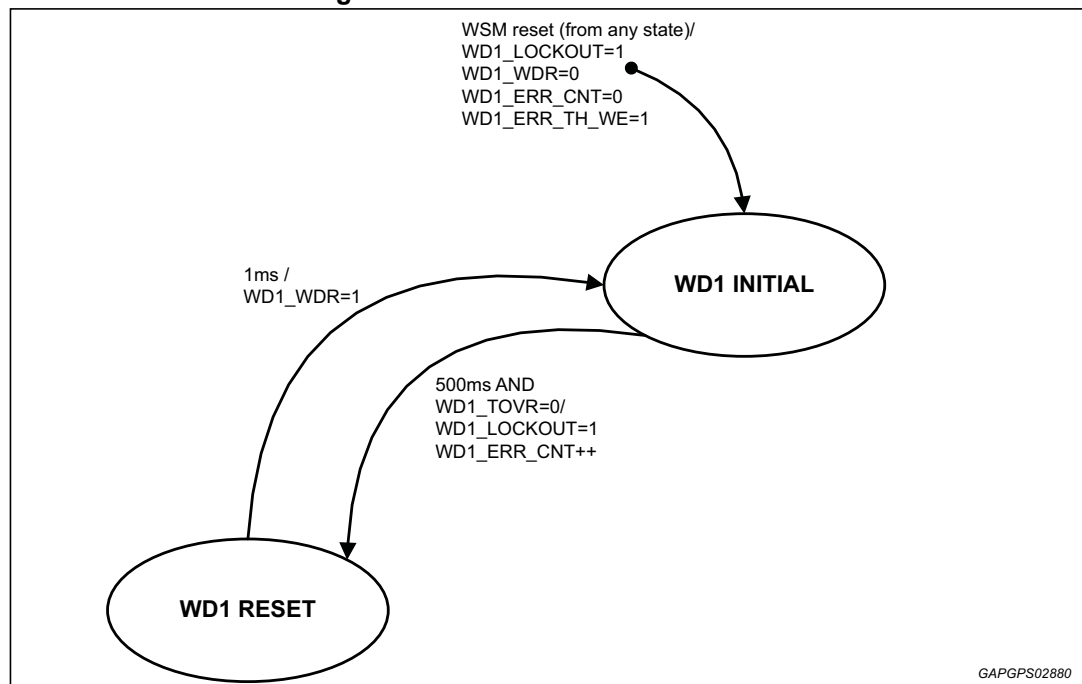 WSM reset (from any state)/
WD1_LOCKOUT=1
WD1_WDR=0
WD1_ERR_CNT=0
WD1_ERR_TH_WE=1
WD1 INITIAL
1ms /
WD1_WDR=1
500ms AND
WD1_TOVR=0/
WD1_LOCKOUT=1
WD1_ERR_CNT++
WD1 RESET
GAPGPS02880